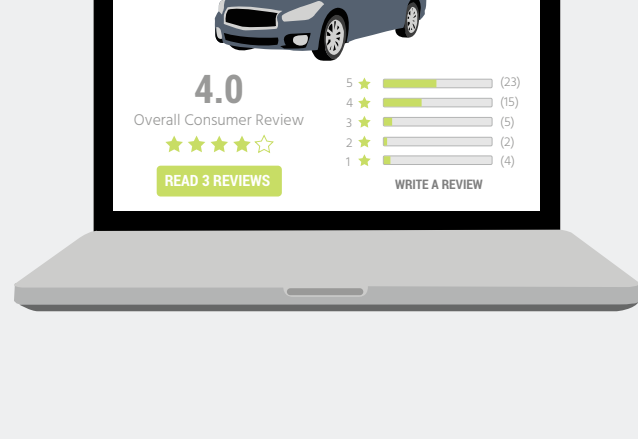 4.0
Overall Consumer Review
READ 3 REVIEWS
5 (23)
4 (15)
3 (5)
2 (2)
1 (4)
WRITE A REVIEW